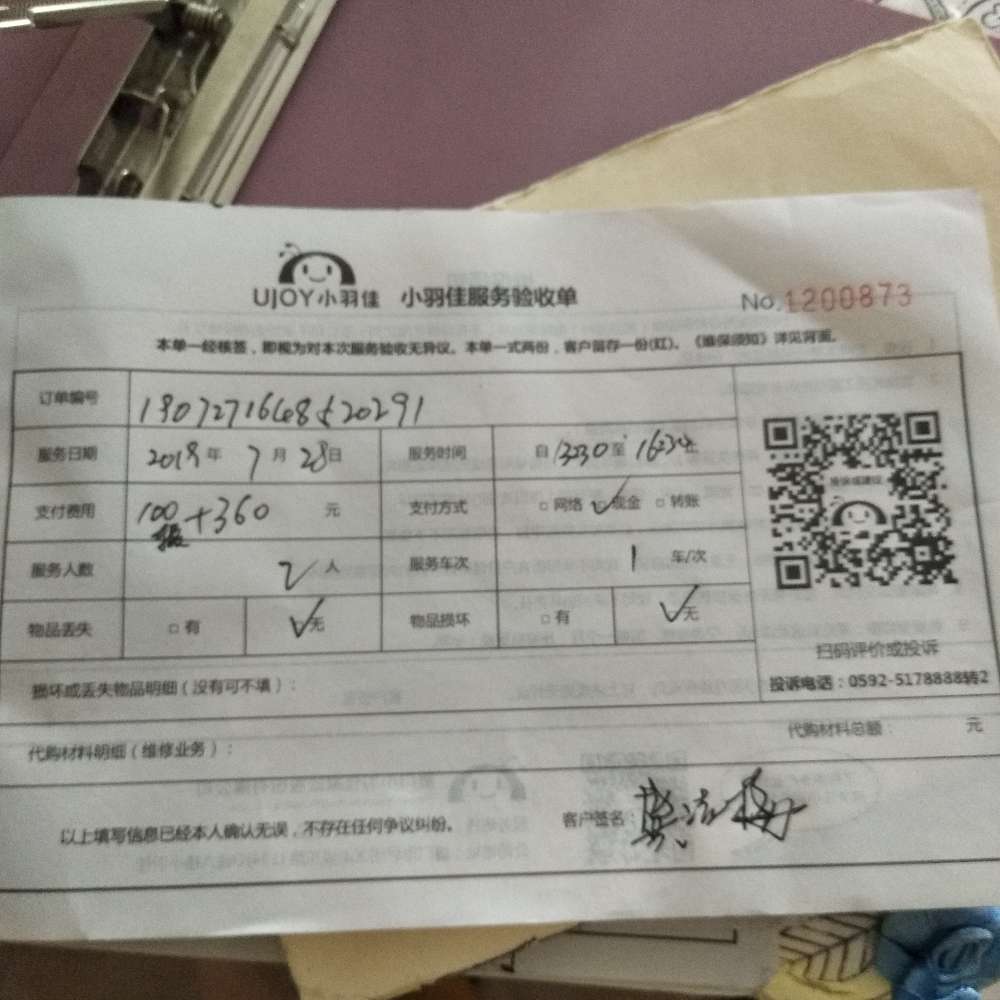 UJOY小羽佳 小羽佳服务验收单 No.1200873
本单一经核签，即视为对本次服务验收无异议。本单一式两份，客户留存一份(红)。《维保须知》详见背面。
订单编号
服务日期 2019年 7月 28日 服务时间 自 1330 至
支付费用 100 +360 元 支付方式 □网络 ✓现金 □转账
服务人数 2人 服务车次 1 车/次
物品丢失 □有 ✓无 物品损坏 □有 ✓无
投诉或建议
扫码评价或投诉
投诉电话：0592-5178888转2
损坏或丢失物品明细（没有可不填）：
代购材料明细（维修业务）： 代购材料总额： 元
以上填写信息已经本人确认无误，不存在任何争议纠纷。 客户签名：